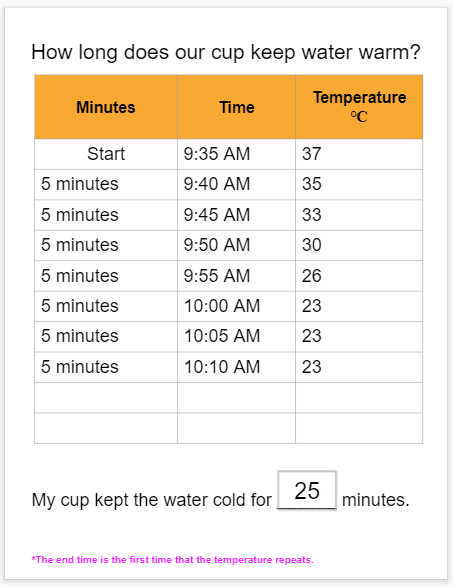 How long does our cup keep water warm?
Minutes Time Temperature
°C
Start 9:35 AM 37
5 minutes 9:40 AM 35
5 minutes 9:45 AM 33
5 minutes 9:50 AM 30
5 minutes 9:55 AM 26
5 minutes 10:00 AM 23
5 minutes 10:05 AM 23
5 minutes 10:10 AM 23
My cup kept the water cold for 25 minutes.
*The end time is the first time that the temperature repeats.